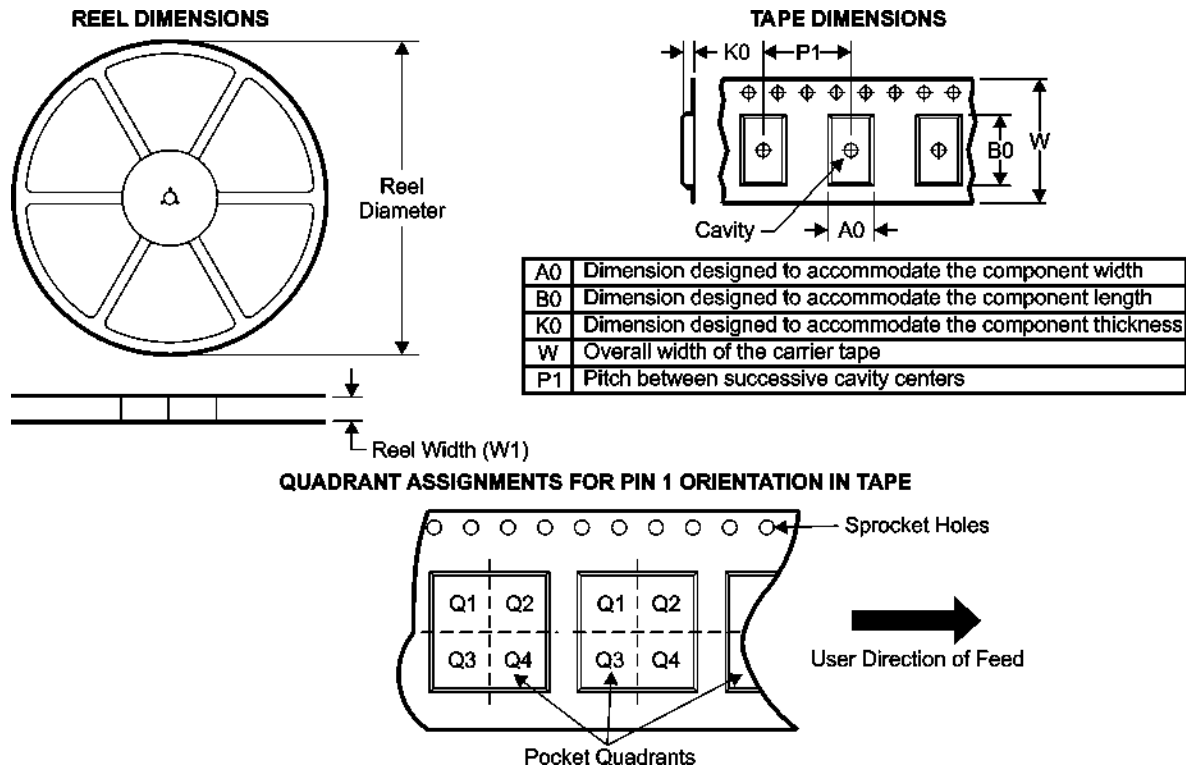 REEL DIMENSIONS
Reel
Diameter
Reel Width (W1)
TAPE DIMENSIONS
K0
P1
B0
W
Cavity
A0
A0 Dimension designed to accommodate the component width
B0 Dimension designed to accommodate the component length
K0 Dimension designed to accommodate the component thickness
W Overall width of the carrier tape
P1 Pitch between successive cavity centers
QUADRANT ASSIGNMENTS FOR PIN 1 ORIENTATION IN TAPE
Sprocket Holes
Q1 Q2 Q1 Q2
Q3 Q4 Q3 Q4
User Direction of Feed
Pocket Quadrants